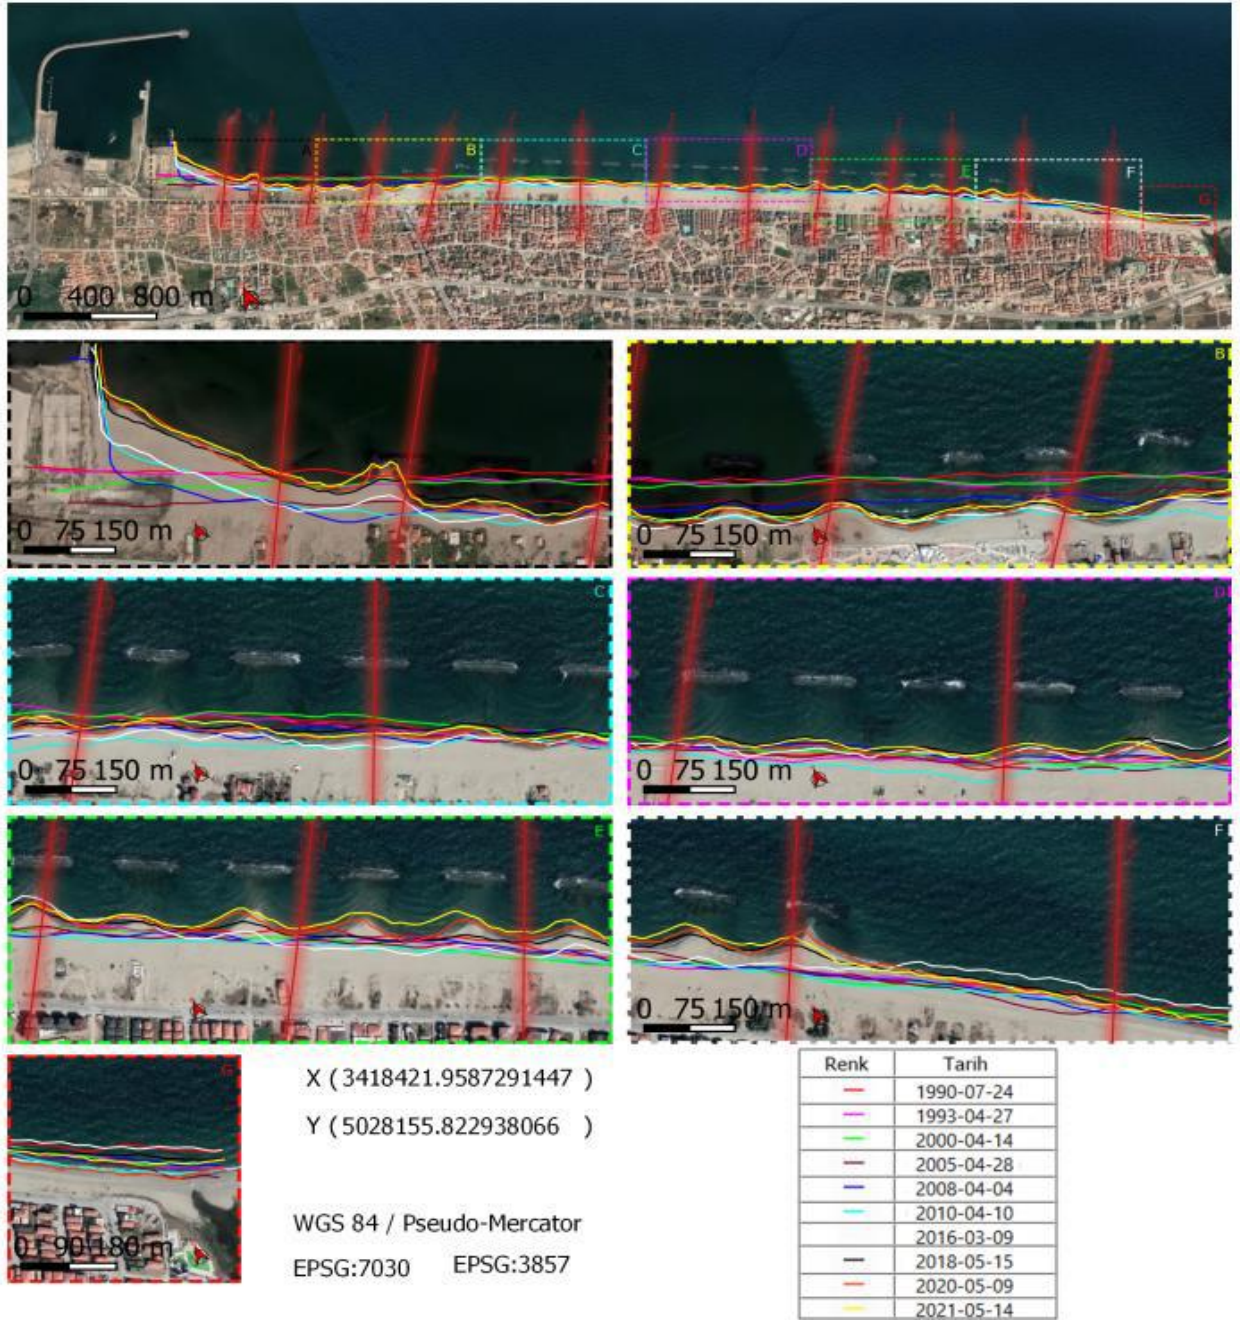 A
B
C
D
E
F
G
0 400 800 m
A
0 75 150 m
B
0 75 150 m
C
0 75 150 m
D
0 75 150 m
E
F
0 75 150 m
G
0 90 180 m
X ( 3418421.9587291447 )
Y ( 5028155.822938066 )
WGS 84 / Pseudo-Mercator
EPSG:7030 EPSG:3857
Renk Tarih
1990-07-24
1993-04-27
2000-04-14
2005-04-28
2008-04-04
2010-04-10
2016-03-09
2018-05-15
2020-05-09
2021-05-14